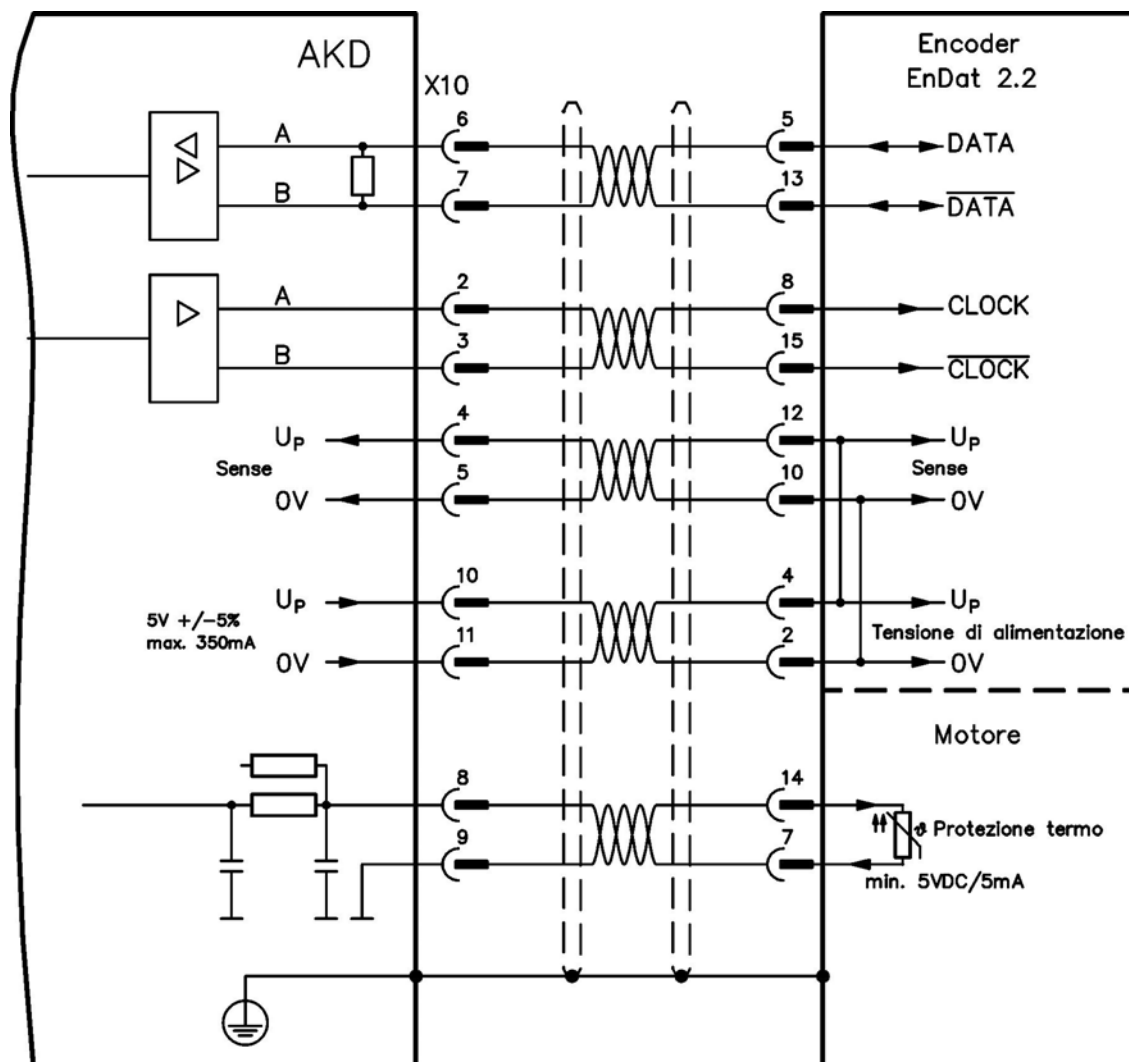 AKD
X10
Encoder
EnDat 2.2
A
6
5
DATA
B
7
13
DATA
A
2
8
CLOCK
B
3
15
CLOCK
UP
4
12
UP
Sense
Sense
0V
5
10
0V
UP
10
4
UP
5V +/-5%
max. 350mA
Tensione di alimentazione
0V
11
2
0V
Motore
8
14
ϑ Protezione termo
9
7
min. 5VDC/5mA